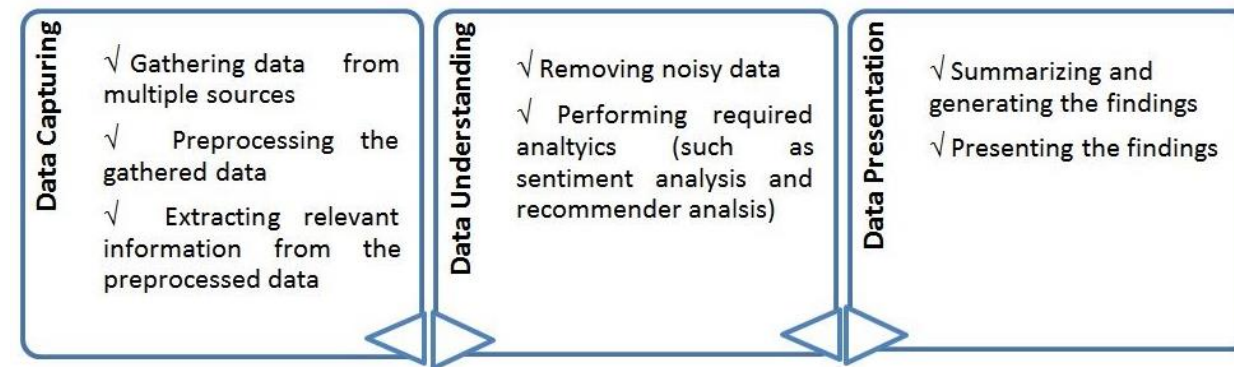 Data Capturing
√ Gathering data from
multiple sources
√ Preprocessing the
gathered data
√ Extracting relevant
information from the
preprocessed data
Data Understanding
√ Removing noisy data
√ Performing required
analtyics (such as
sentiment analysis and
recommender analsis)
Data Presentation
√ Summarizing and
generating the findings
√ Presenting the findings